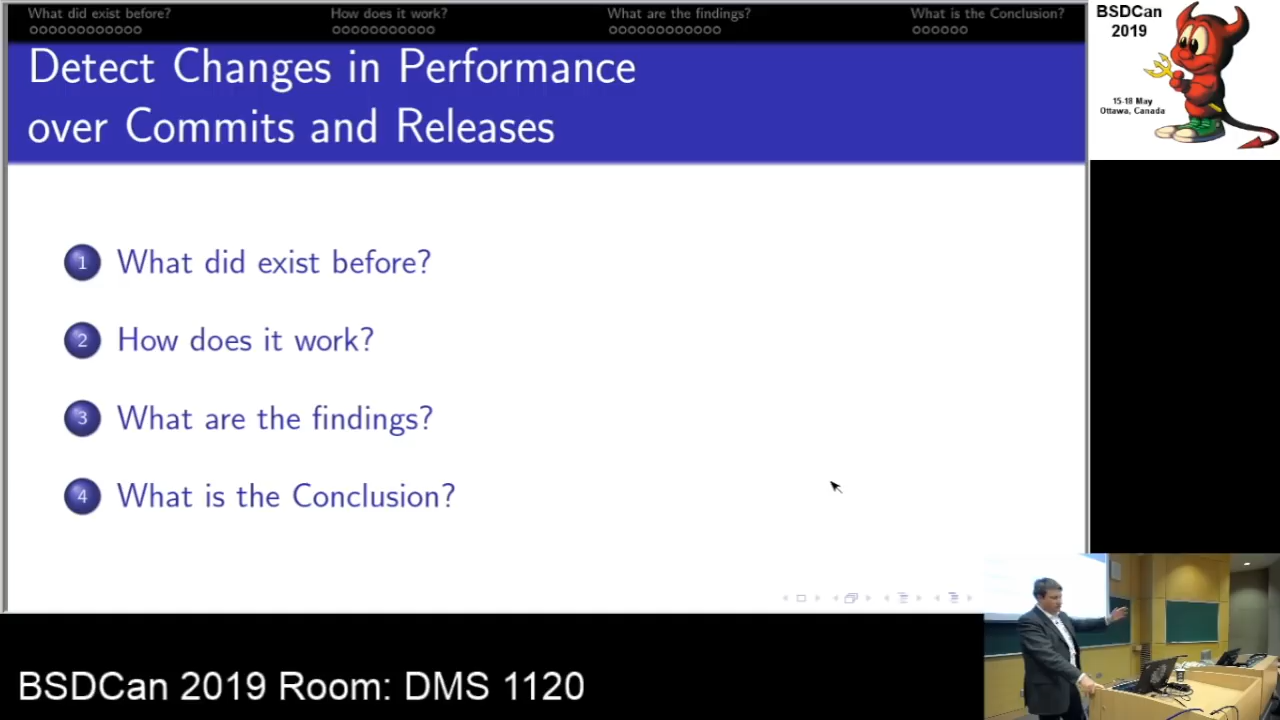 What did exist before?
How does it work?
What are the findings?
What is the Conclusion?
BSDCan
2019
15-18 May
Ottawa, Canada
Detect Changes in Performance
over Commits and Releases
1 What did exist before?
2 How does it work?
3 What are the findings?
4 What is the Conclusion?
BSDCan 2019 Room: DMS 1120